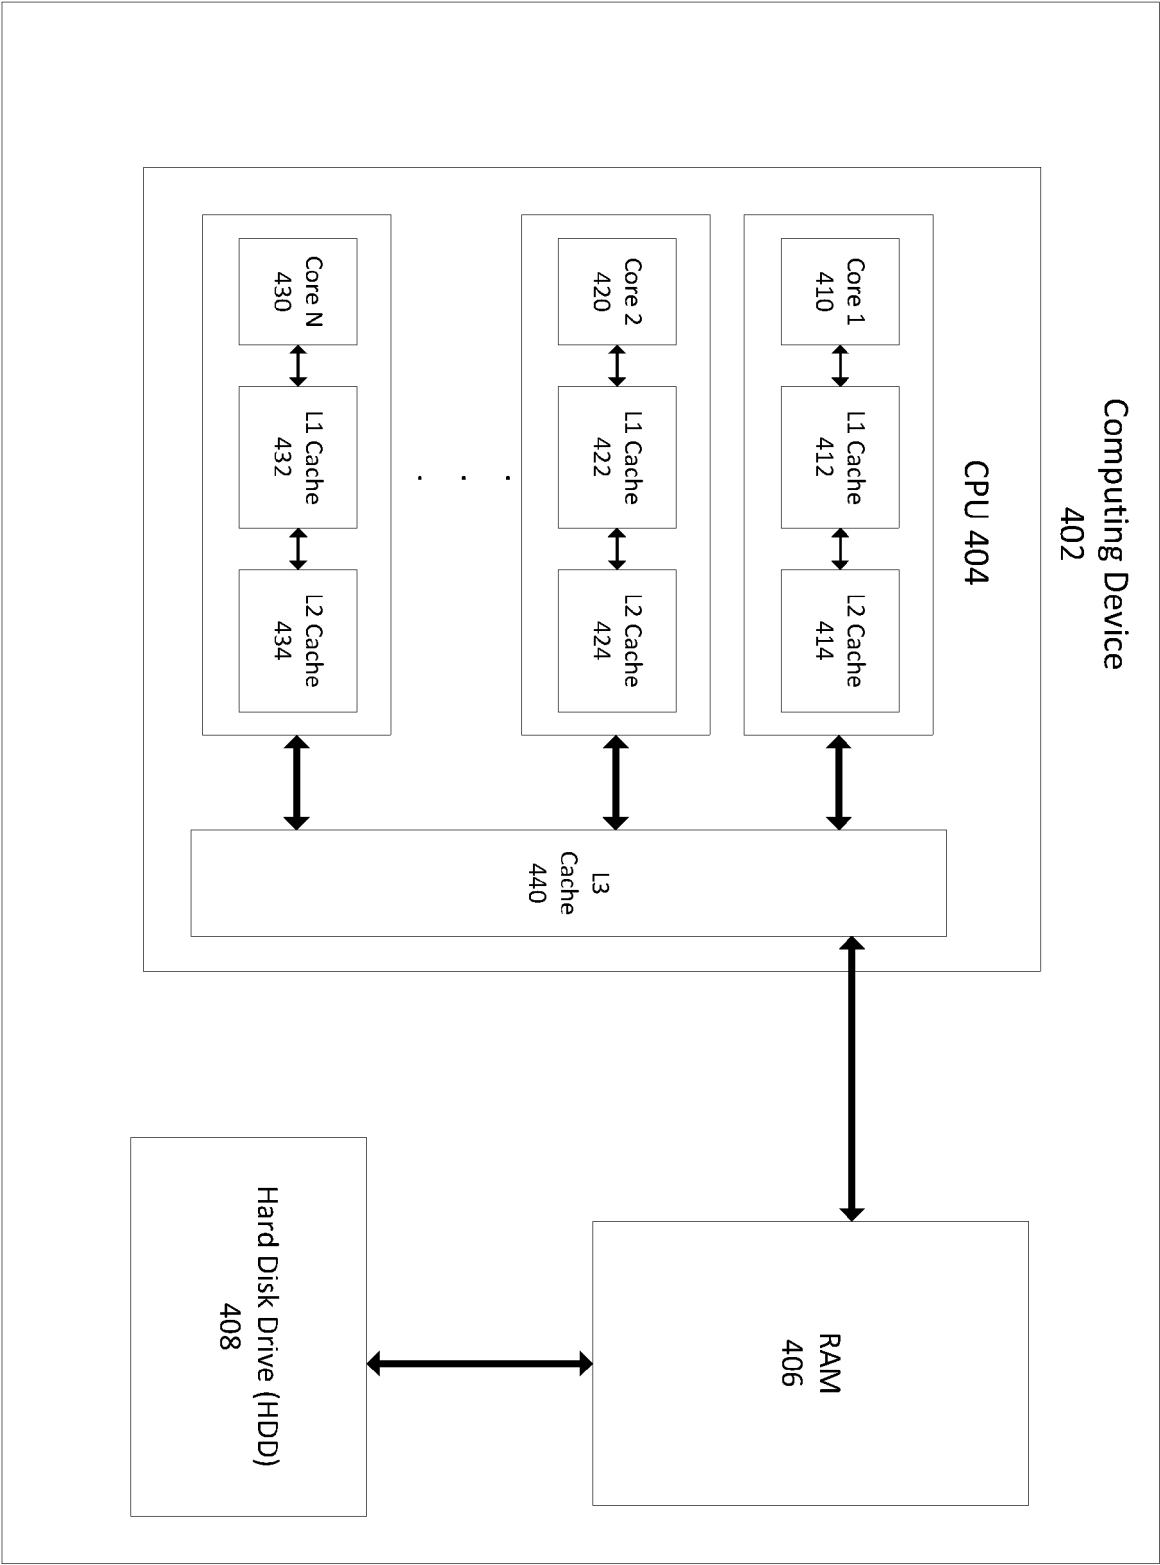 Computing Device
402
CPU 404
Core 1
410
L1 Cache
412
L2 Cache
414
Core 2
420
L1 Cache
422
L2 Cache
424
. . .
Core N
430
L1 Cache
432
L2 Cache
434
L3
Cache
440
RAM
406
Hard Disk Drive (HDD)
408